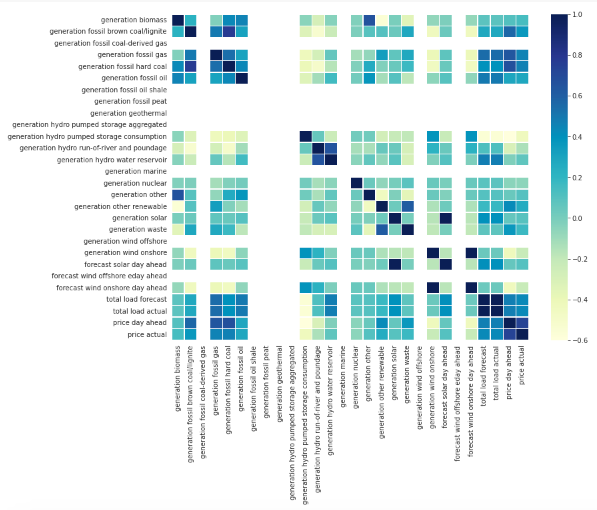 generation biomass
generation fossil brown coal/lignite
generation fossil coal-derived gas
generation fossil gas
generation fossil hard coal
generation fossil oil
generation fossil oil shale
generation fossil peat
generation geothermal
generation hydro pumped storage aggregated
generation hydro pumped storage consumption
generation hydro run-of-river and poundage
generation hydro water reservoir
generation marine
generation nuclear
generation other
generation other renewable
generation solar
generation waste
generation wind offshore
generation wind onshore
forecast solar day ahead
forecast wind offshore eday ahead
forecast wind onshore day ahead
total load forecast
total load actual
price day ahead
price actual
generation biomass
generation fossil brown coal/lignite
generation fossil coal-derived gas
generation fossil gas
generation fossil hard coal
generation fossil oil
generation fossil oil shale
generation fossil peat
generation geothermal
generation hydro pumped storage aggregated
generation hydro pumped storage consumption
generation hydro run-of-river and poundage
generation hydro water reservoir
generation marine
generation nuclear
generation other
generation other renewable
generation solar
generation waste
generation wind offshore
generation wind onshore
forecast solar day ahead
forecast wind offshore eday ahead
forecast wind onshore day ahead
total load forecast
total load actual
price day ahead
price actual
1.0
0.8
0.6
0.4
0.2
0.0
−0.2
−0.4
−0.6